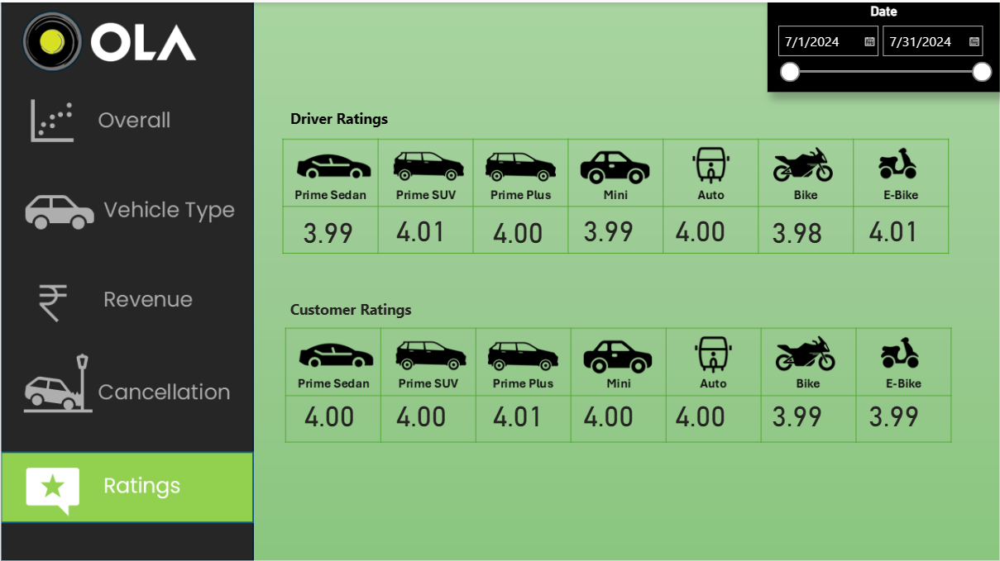 OLA
Date
7/1/2024 7/31/2024
Overall
Vehicle Type
₹ Revenue
Cancellation
Ratings
Driver Ratings
Prime Sedan Prime SUV Prime Plus Mini Auto Bike E-Bike
3.99 4.01 4.00 3.99 4.00 3.98 4.01
Customer Ratings
Prime Sedan Prime SUV Prime Plus Mini Auto Bike E-Bike
4.00 4.00 4.01 4.00 4.00 3.99 3.99